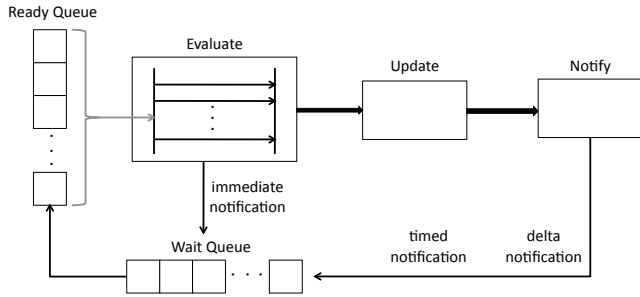 Ready Queue
Evaluate
Update
Notify
immediate
notification
Wait Queue
timed
notification
delta
notification